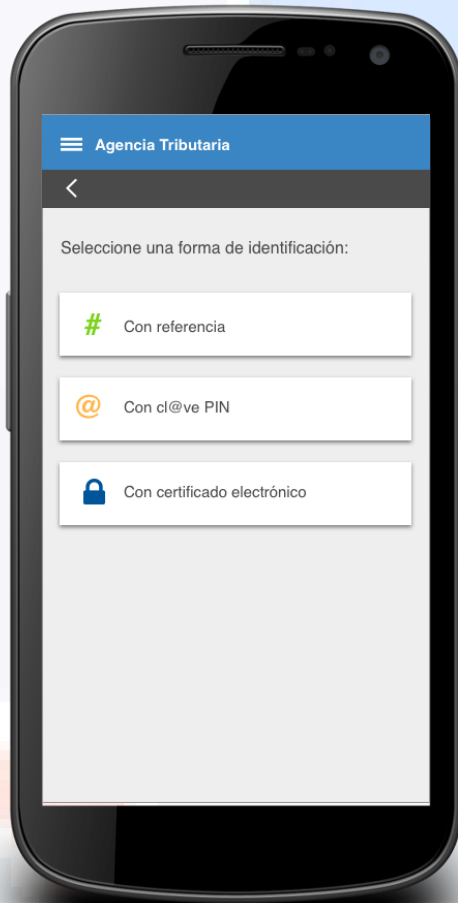 Agencia Tributaria
Seleccione una forma de identificación:
# Con referencia
@ Con cl@ve PIN
Con certificado electrónico